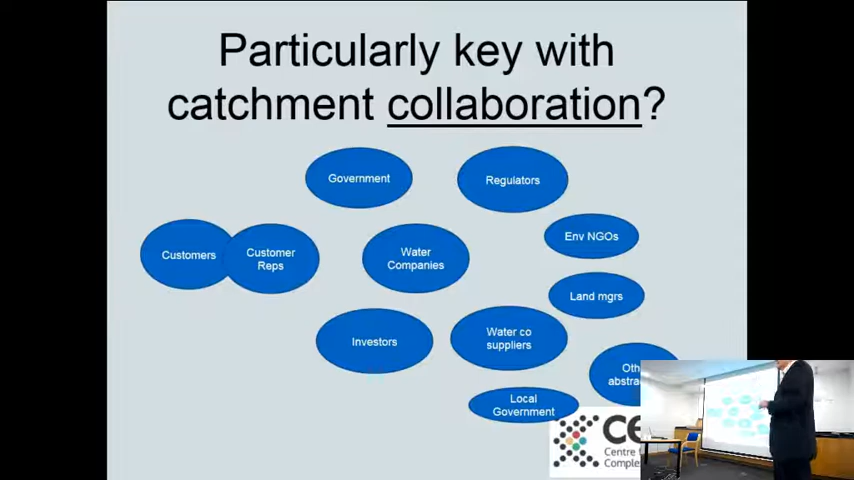 Particularly key with
catchment collaboration?
Government
Regulators
Env NGOs
Customers
Customer
Reps
Water
Companies
Land mgrs
Investors
Water co
suppliers
Local
Government
Centre